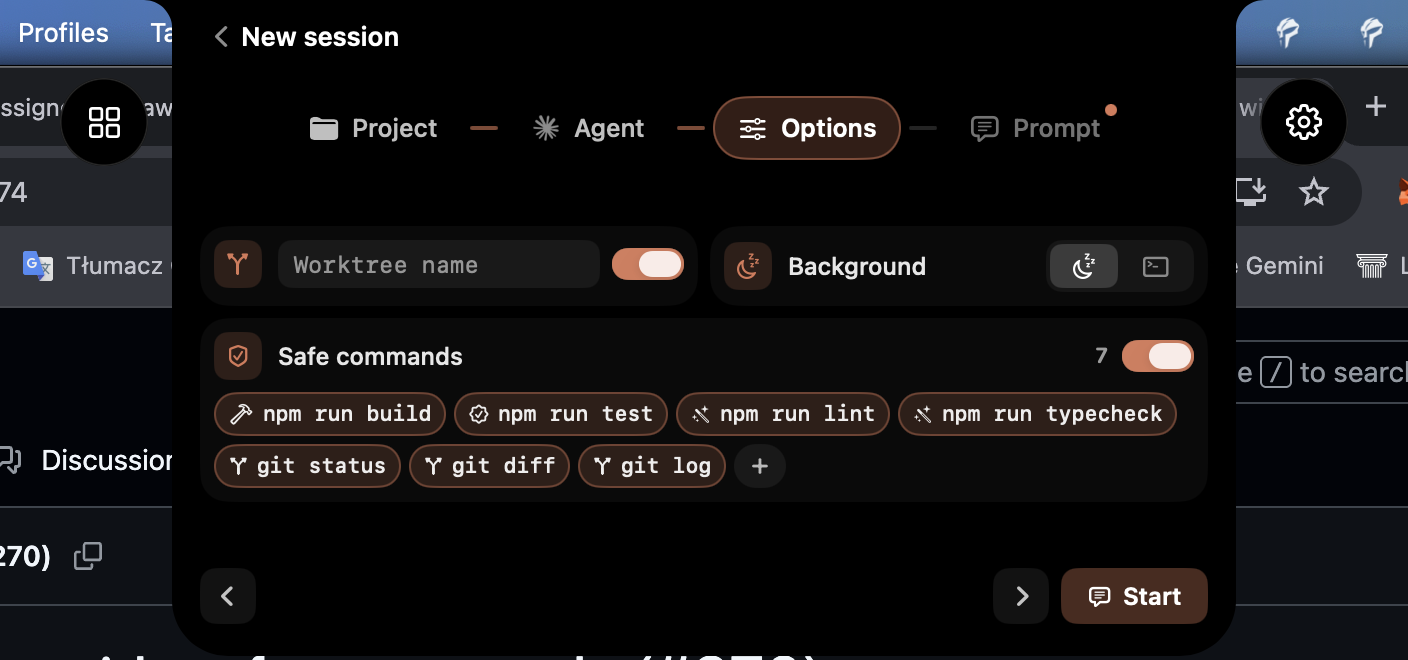 Profiles
New session
Project
Agent
Options
Prompt
74
Tłumacz
Worktree name
Background
Gemini
Safe commands
7
/ to search
npm run build
npm run test
npm run lint
npm run typecheck
git status
git diff
git log
+
Discussion
270)
Start